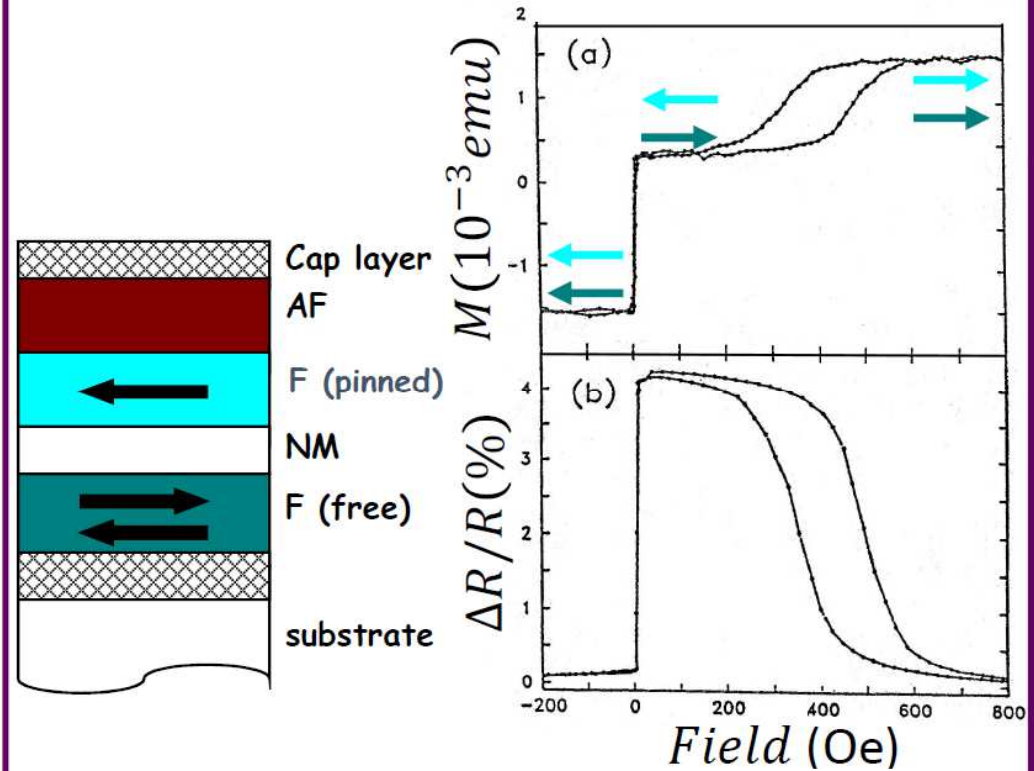 Cap layer
AF
F (pinned)
NM
F (free)
substrate
(a)
M(10⁻³emu)
2
1
0
-1
(b)
ΔR/R(%)
4
3
2
1
0
-200
0
200
400
600
800
Field (Oe)